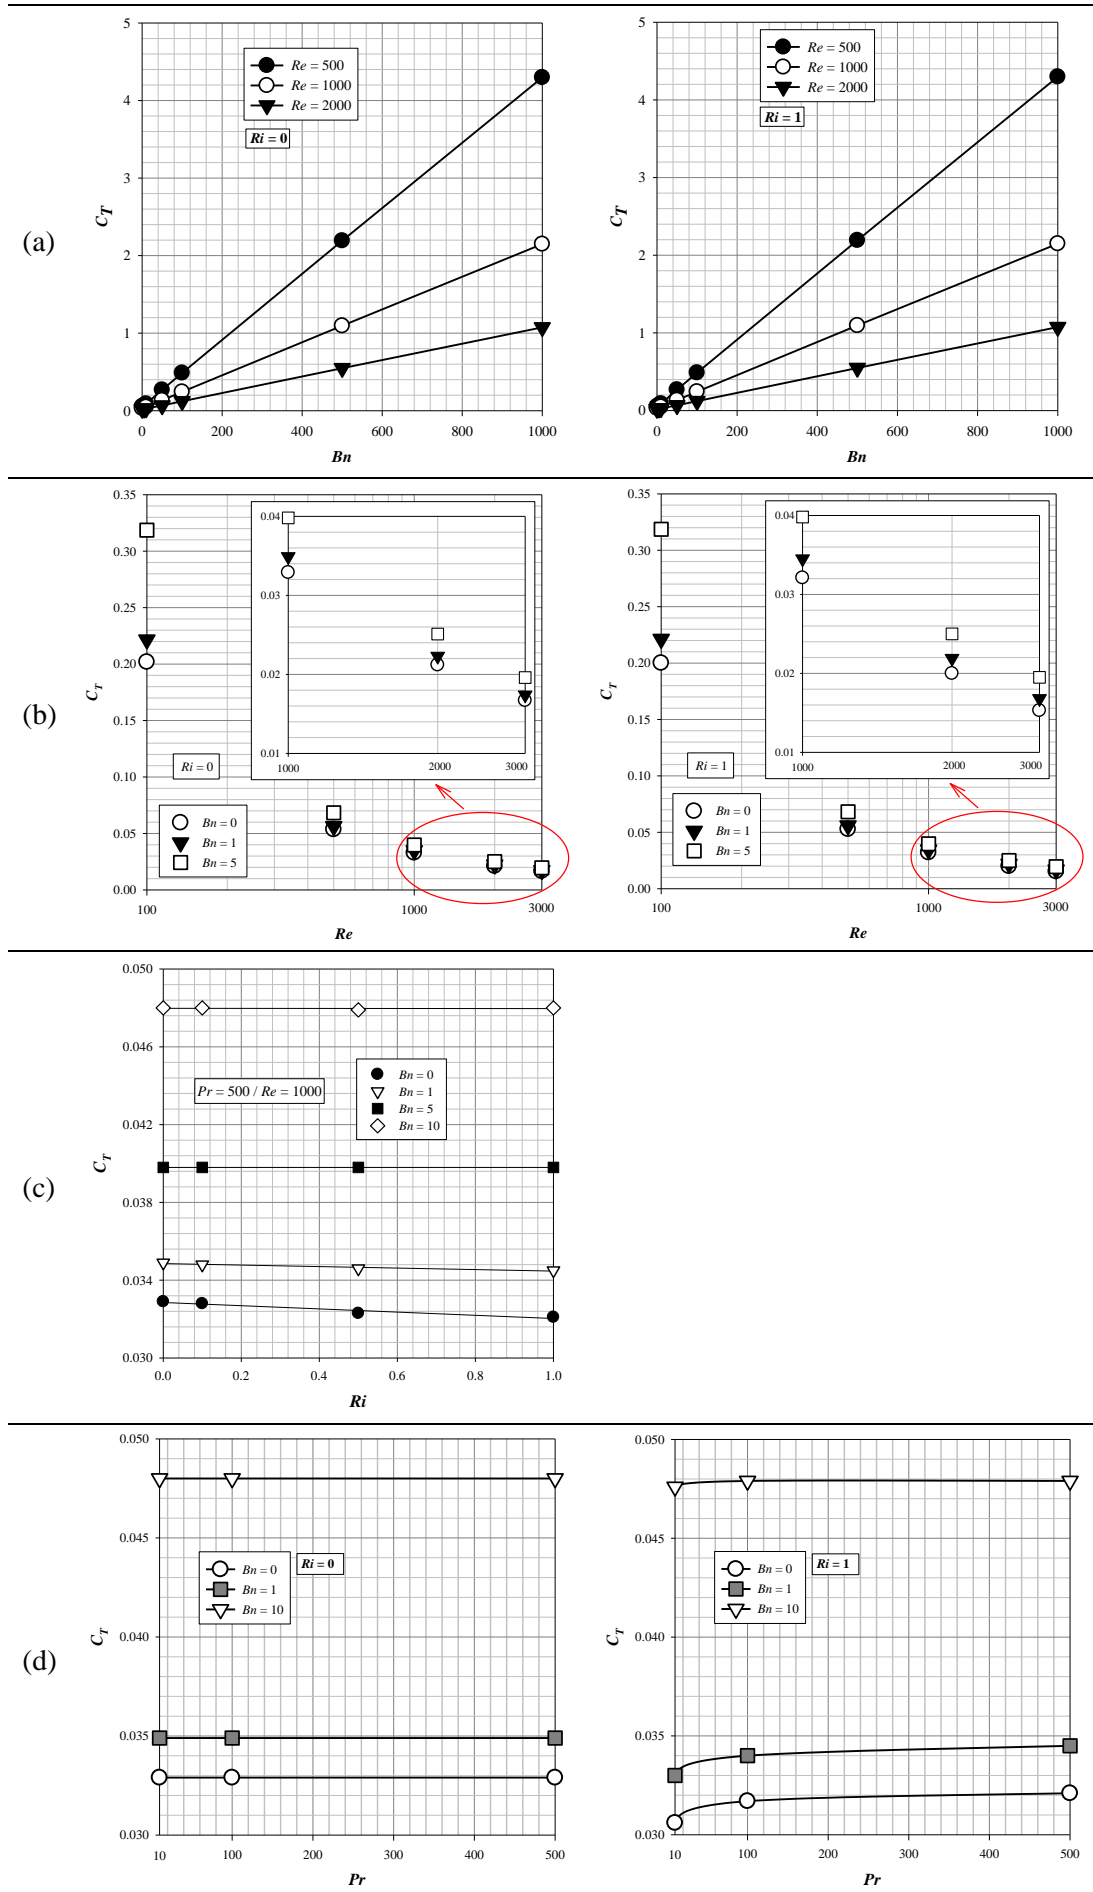 (a)
5
4
3
2
1
0
C_T
Re = 500
Re = 1000
Re = 2000
Ri = 0
0 200 400 600 800 1000
Bn
5
4
3
2
1
0
C_T
Re = 500
Re = 1000
Re = 2000
Ri = 1
0 200 400 600 800 1000
Bn
(b)
0.35
0.30
0.25
0.20
0.15
0.10
0.05
0.00
C_T
0.04
0.03
0.02
0.01
1000 2000 3000
Ri = 0
Bn = 0
Bn = 1
Bn = 5
100 1000 3000
Re
0.35
0.30
0.25
0.20
0.15
0.10
0.05
0.00
C_T
0.04
0.03
0.02
0.01
1000 2000 3000
Ri = 1
Bn = 0
Bn = 1
Bn = 5
100 1000 3000
Re
(c)
0.050
0.046
0.042
0.038
0.034
0.030
C_T
Pr = 500 / Re = 1000
Bn = 0
Bn = 1
Bn = 5
Bn = 10
0.0 0.2 0.4 0.6 0.8 1.0
Ri
(d)
0.050
0.045
0.040
0.035
0.030
C_T
Bn = 0
Bn = 1
Bn = 10
Ri = 0
10 100 200 300 400 500
Pr
0.050
0.045
0.040
0.035
0.030
C_T
Bn = 0
Bn = 1
Bn = 10
Ri = 1
10 100 200 300 400 500
Pr